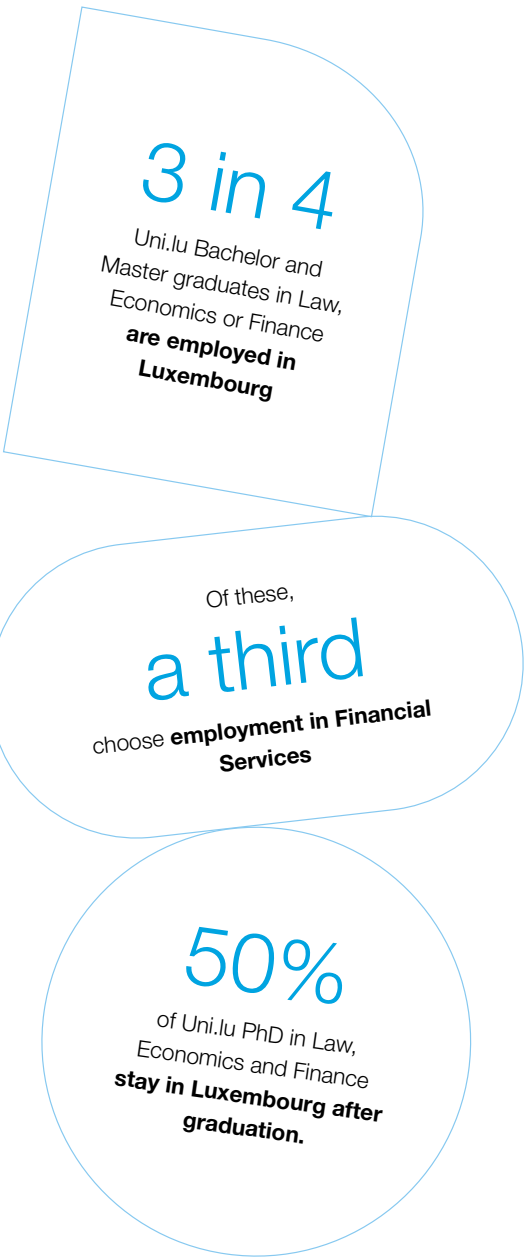 3 in 4
Uni.lu Bachelor and
Master graduates in Law,
Economics or Finance
are employed in
Luxembourg
Of these,
a third
choose employment in Financial
Services
50%
of Uni.lu PhD in Law,
Economics and Finance
stay in Luxembourg after
graduation.